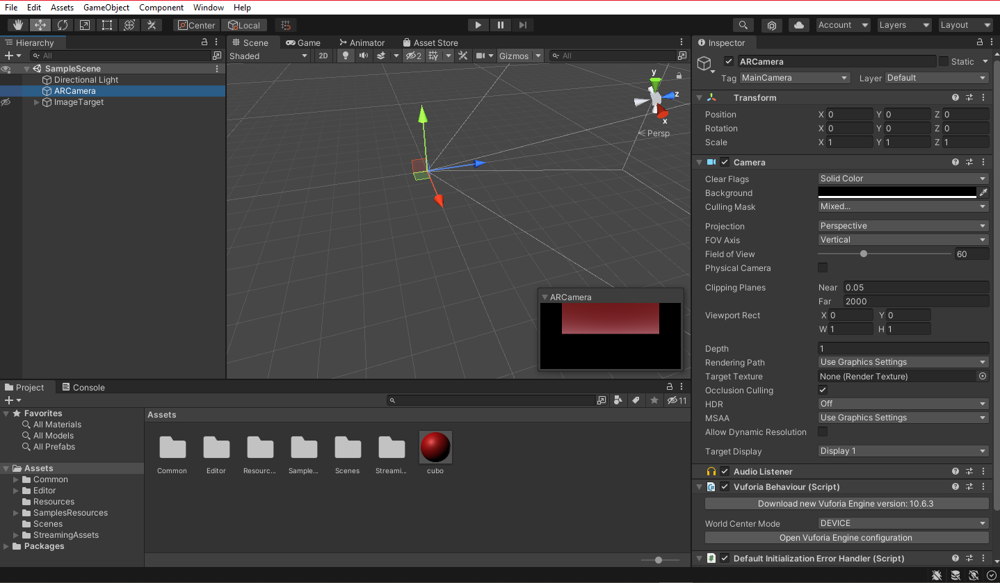 File Edit Assets GameObject Component Window Help
Center Local Account Layers Layout
Hierarchy
All
SampleScene
Directional Light
ARCamera
ImageTarget
Scene Game Animator Asset Store
Shaded 2D 2 Gizmos All
y
z
x
Persp
ARCamera
Inspector
ARCamera Static
Tag MainCamera Layer Default
Transform
Position X 0 Y 0 Z 0
Rotation X 0 Y 0 Z 0
Scale X 1 Y 1 Z 1
Camera
Clear Flags Solid Color
Background
Culling Mask Mixed...
Projection Perspective
FOV Axis Vertical
Field of View 60
Physical Camera
Clipping Planes Near 0.05
Far 2000
Viewport Rect X 0 Y 0
W 1 H 1
Depth 1
Rendering Path Use Graphics Settings
Target Texture None (Render Texture)
Occlusion Culling
HDR Off
MSAA Use Graphics Settings
Allow Dynamic Resolution
Target Display Display 1
Audio Listener
Vuforia Behaviour (Script)
Download new Vuforia Engine version: 10.6.3
World Center Mode DEVICE
Open Vuforia Engine configuration
# Default Initialization Error Handler (Script)
Project Console
11
Favorites
All Materials
All Models
All Prefabs
Assets
Common
Editor
Resources
SamplesResources
Scenes
StreamingAssets
Packages
Assets
Common Editor Resourc... Sample... Scenes Streami... cubo